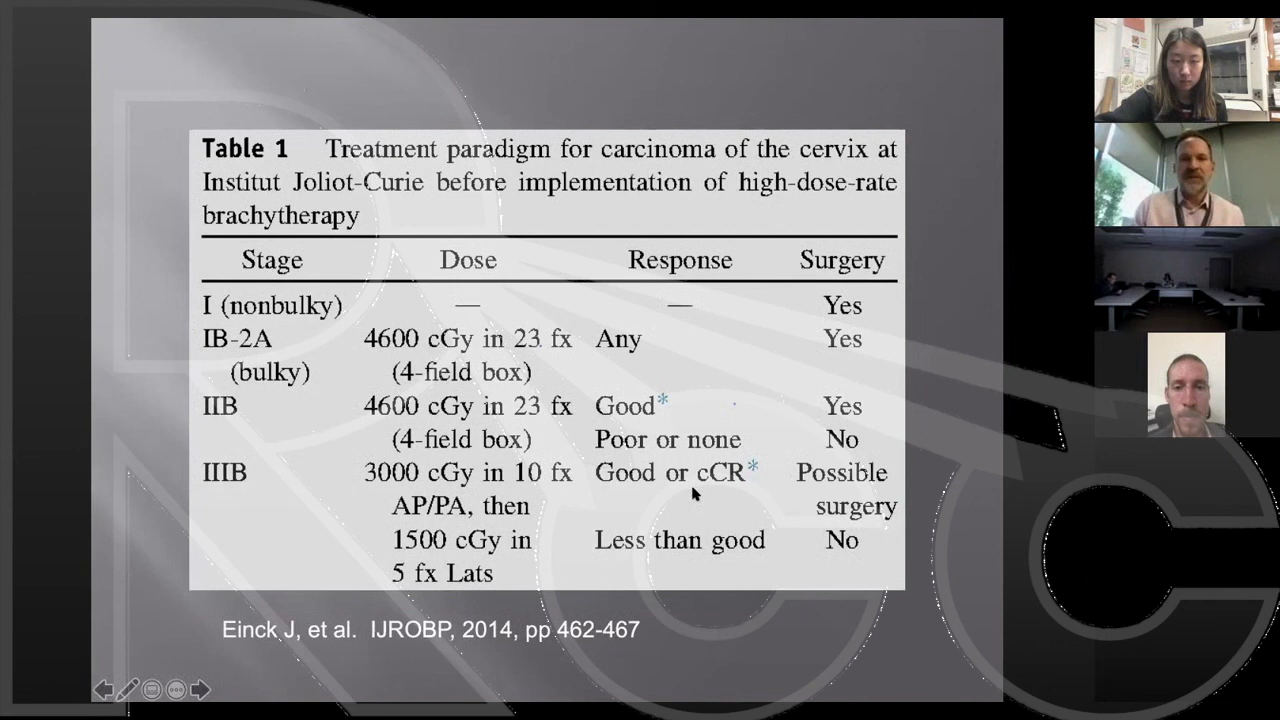 Table 1 Treatment paradigm for carcinoma of the cervix at
Institut Joliot-Curie before implementation of high-dose-rate
brachytherapy
Stage Dose Response Surgery
I (nonbulky) — — Yes
IB-2A 4600 cGy in 23 fx Any Yes
(bulky) (4-field box)
IIB 4600 cGy in 23 fx Good* Yes
(4-field box) Poor or none No
IIIB 3000 cGy in 10 fx Good or cCR* Possible
AP/PA, then surgery
1500 cGy in Less than good No
5 fx Lats
Einck J, et al. IJROBP, 2014, pp 462-467
RCC